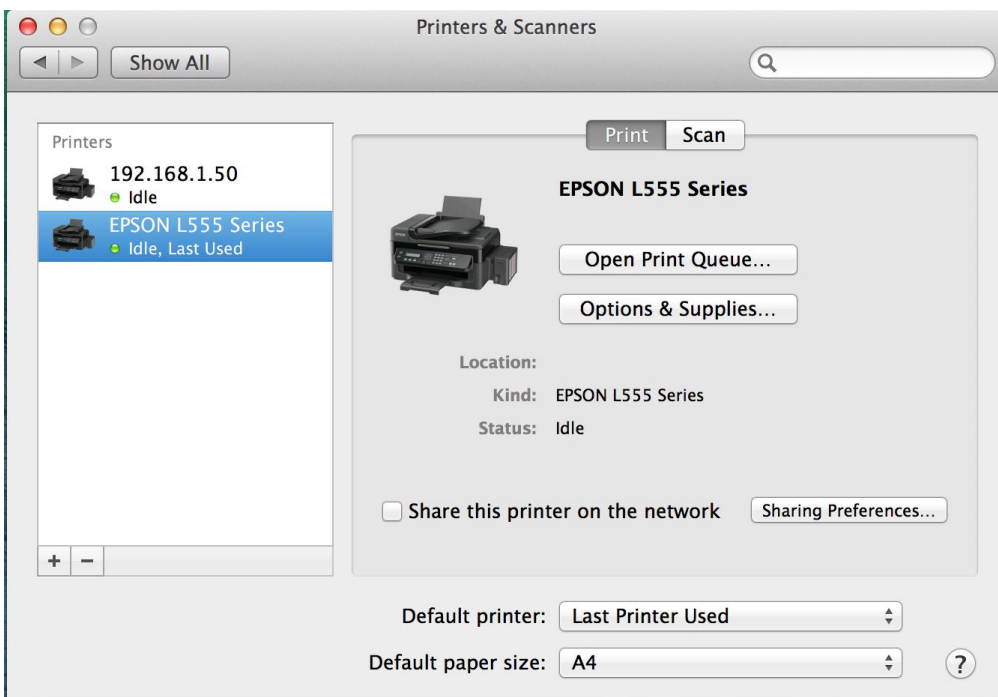 Printers & Scanners
Show All
Printers
192.168.1.50
Idle
EPSON L555 Series
Idle, Last Used
Print Scan
EPSON L555 Series
Open Print Queue...
Options & Supplies...
Location:
Kind: EPSON L555 Series
Status: Idle
Share this printer on the network Sharing Preferences...
+ −
Default printer: Last Printer Used
Default paper size: A4 ?